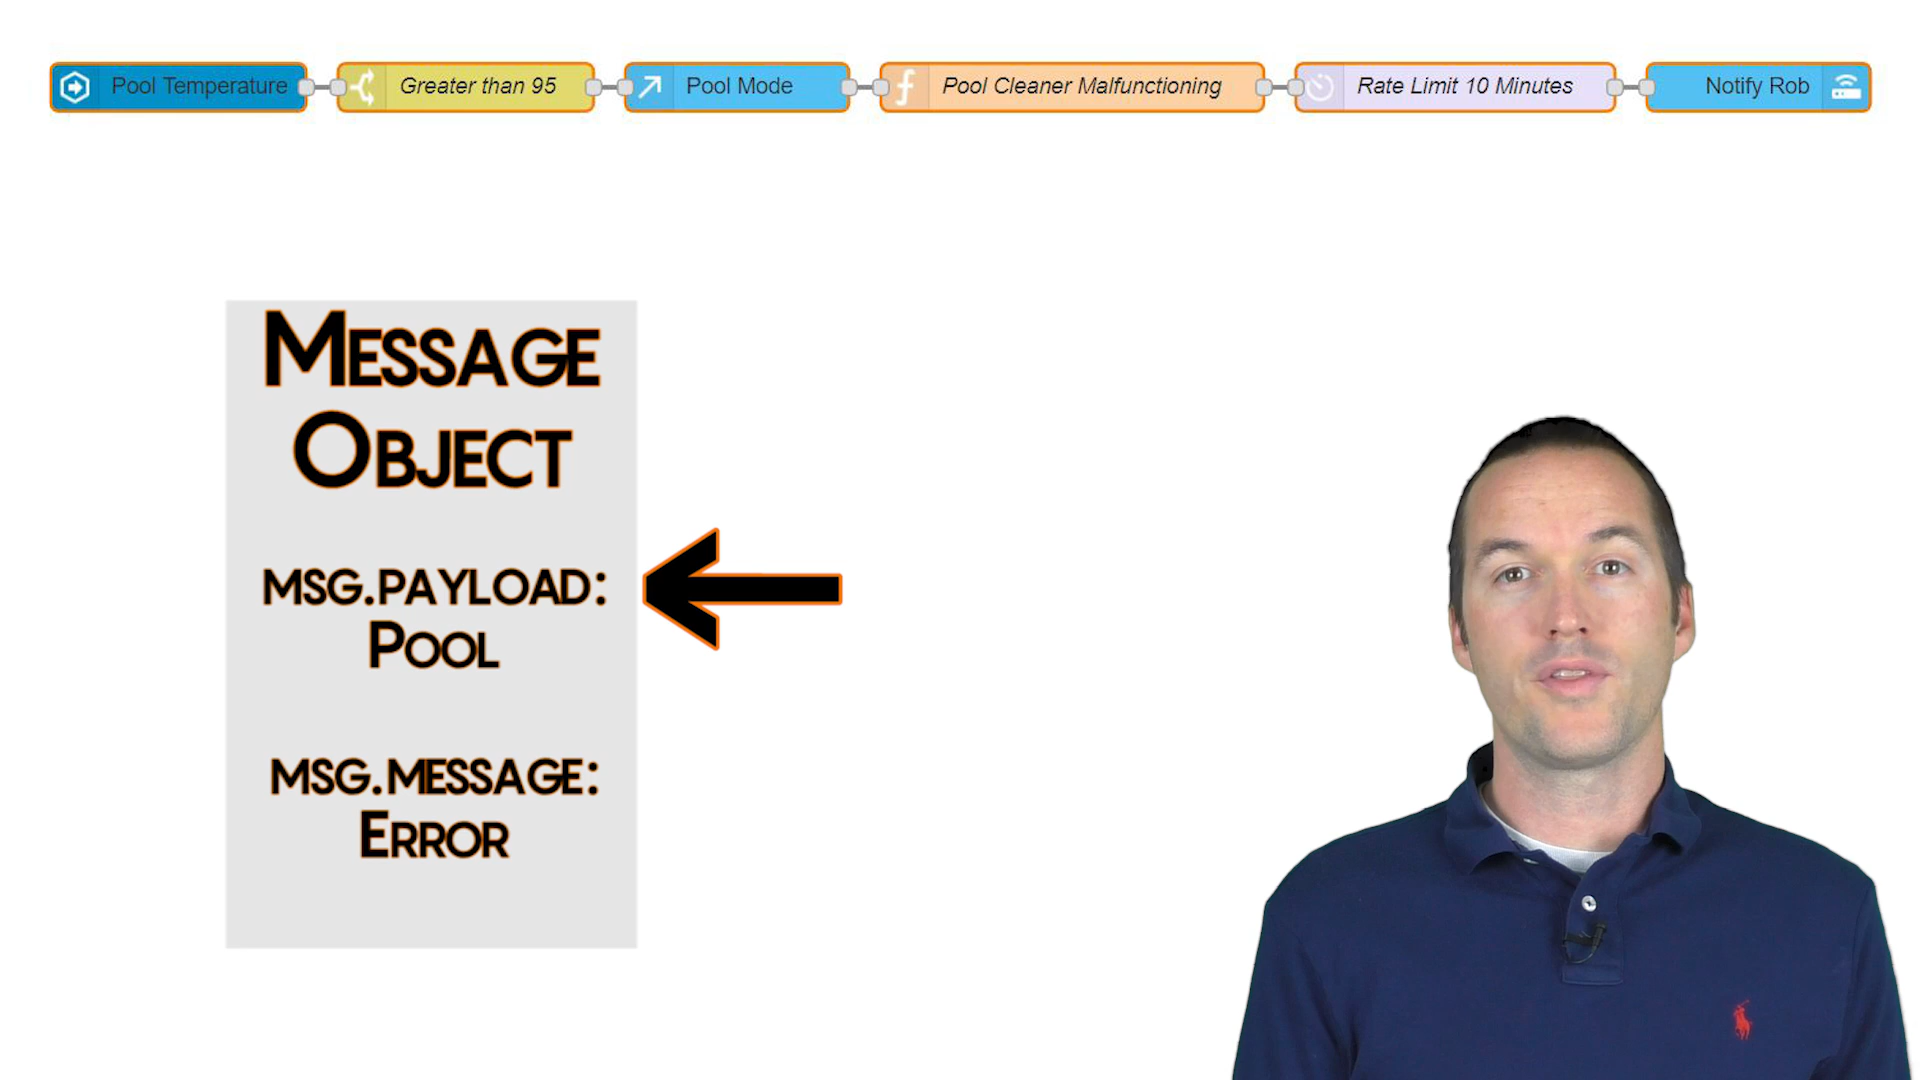 Pool Temperature
Greater than 95
Pool Mode
Pool Cleaner Malfunctioning
Rate Limit 10 Minutes
Notify Rob
Message
Object
msg.payload:
Pool
msg.message:
Error